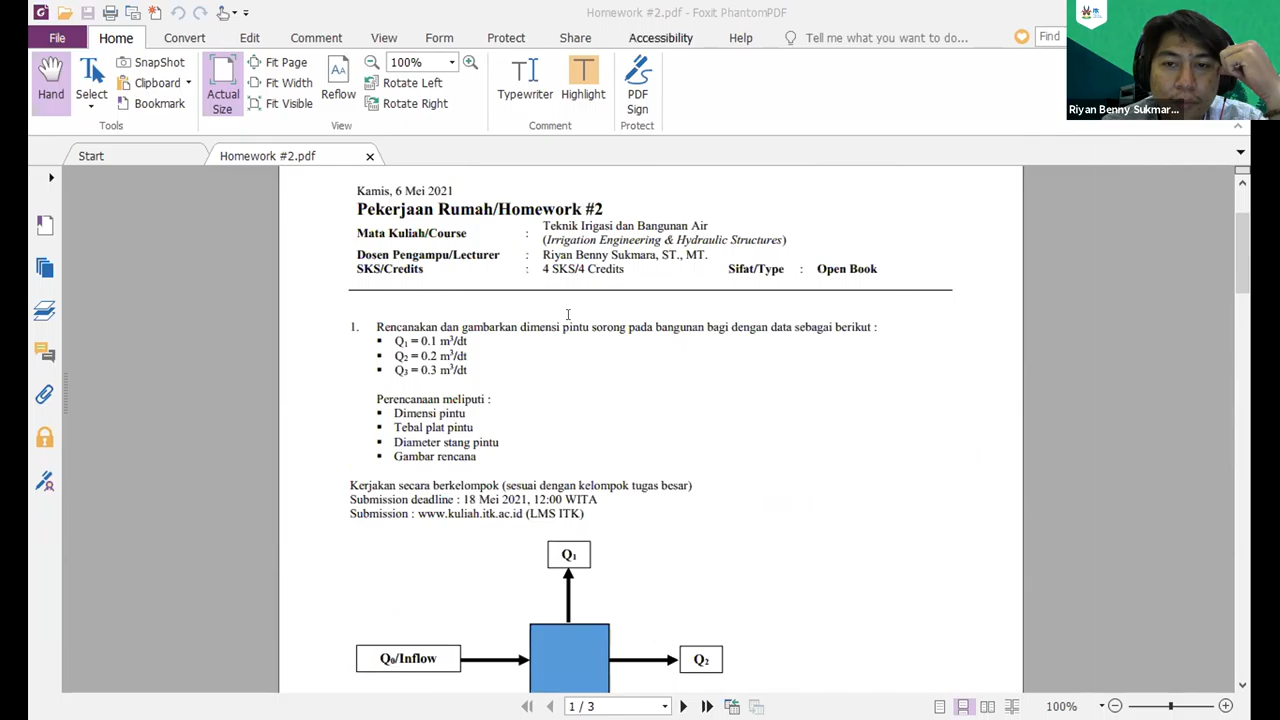 Homework #2.pdf - Foxit PhantomPDF
File
Home
Convert
Edit
Comment
View
Form
Protect
Share
Accessibility
Help
Tell me what you want to do...
Find
Hand
Select
SnapShot
Clipboard
Bookmark
Tools
Actual Size
Fit Page
Fit Width
Fit Visible
Reflow
100%
Rotate Left
Rotate Right
View
Typewriter
Highlight
Comment
PDF Sign
Protect
Riyan Benny Sukmar...
Start
Homework #2.pdf
Kamis, 6 Mei 2021
Pekerjaan Rumah/Homework #2
Mata Kuliah/Course : Teknik Irigasi dan Bangunan Air
(Irrigation Engineering & Hydraulic Structures)
Dosen Pengampu/Lecturer : Riyan Benny Sukmara, ST., MT.
SKS/Credits : 4 SKS/4 Credits Sifat/Type : Open Book
1. Rencanakan dan gambarkan dimensi pintu sorong pada bangunan bagi dengan data sebagai berikut :
▪ Q₁ = 0.1 m³/dt
▪ Q₂ = 0.2 m³/dt
▪ Q₃ = 0.3 m³/dt
Perencanaan meliputi :
▪ Dimensi pintu
▪ Tebal plat pintu
▪ Diameter stang pintu
▪ Gambar rencana
Kerjakan secara berkelompok (sesuai dengan kelompok tugas besar)
Submission deadline : 18 Mei 2021, 12:00 WITA
Submission : www.kuliah.itk.ac.id (LMS ITK)
Q₁
Q₀/Inflow
Q₂
1 / 3
100%